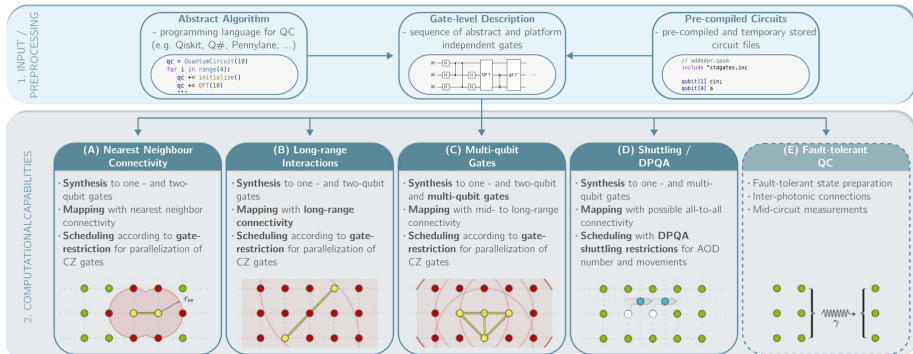 1. INPUT /
PREPROCESSING
Abstract Algorithm
- programming language for QC
(e.g. Qiskit, Q#, Pennylane, ...)
qc = QuantumCircuit(10)
for i in range(4):
qc += initialize()
qc += QFT(10)
...
Gate-level Description
- sequence of abstract and platform
independent gates
H
H
H
H
H
H
QFT
QFT†
...
Pre-compiled Circuits
- pre-compiled and temporary stored
circuit files
// addeder.qasm
include "stdgates.inc
qubit[1] cin;
qubit[4] a
2. COMPUTATIONAL CAPABILITIES
(A) Nearest Neighbour
Connectivity
· Synthesis to one - and two-
qubit gates
· Mapping with nearest neighbor
connectivity
· Scheduling according to gate-
restriction for parallelization of
CZ gates
(B) Long-range
Interactions
· Synthesis to one - and two-qubit
gates
· Mapping with long-range
connectivity
· Scheduling according to gate-
restriction for parallelization of
CZ gates
(C) Multi-qubit
Gates
· Synthesis to one - and two-qubit
and multi-qubit gates
· Mapping with mid- to long-range
connectivity
· Scheduling according to gate-
restriction for parallelization of
CZ gates
(D) Shuttling /
DPQA
· Synthesis to one - and multi-
qubit gates
· Mapping with possible all-to-all
connectivity
· Scheduling with DPQA
shuttling restrictions for AOD
number and movements
(E) Fault-tolerant
QC
· Fault-tolerant state preparation
· Inter-photonic connections
· Mid-circuit measurements
γ